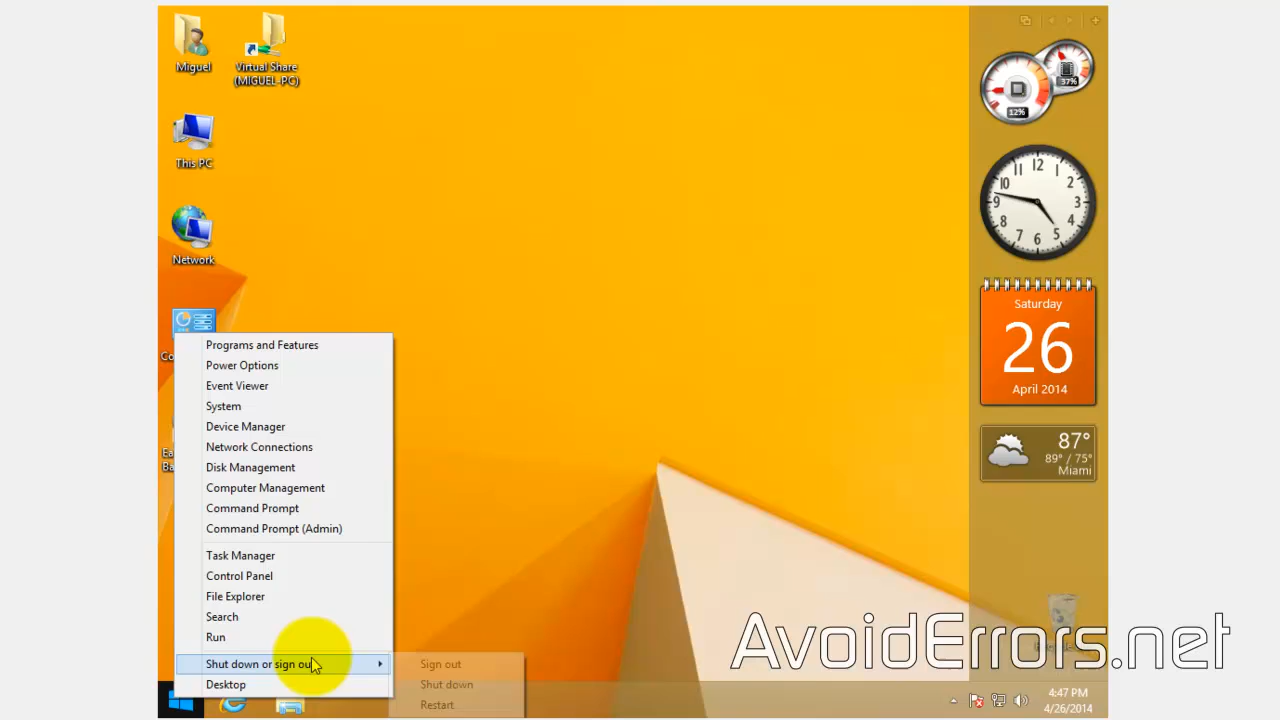 Miguel
Virtual Share
(MIGUEL-PC)
This PC
Network
Programs and Features
Power Options
Event Viewer
System
Device Manager
Network Connections
Disk Management
Computer Management
Command Prompt
Command Prompt (Admin)
Task Manager
Control Panel
File Explorer
Search
Run
Shut down or sign out
Desktop
Sign out
Shut down
Restart
37%
12%
12
1
2
3
4
5
6
7
8
9
10
11
Saturday
26
April 2014
87°
89° / 75°
Miami
AvoidErrors.net
4:47 PM
4/26/2014